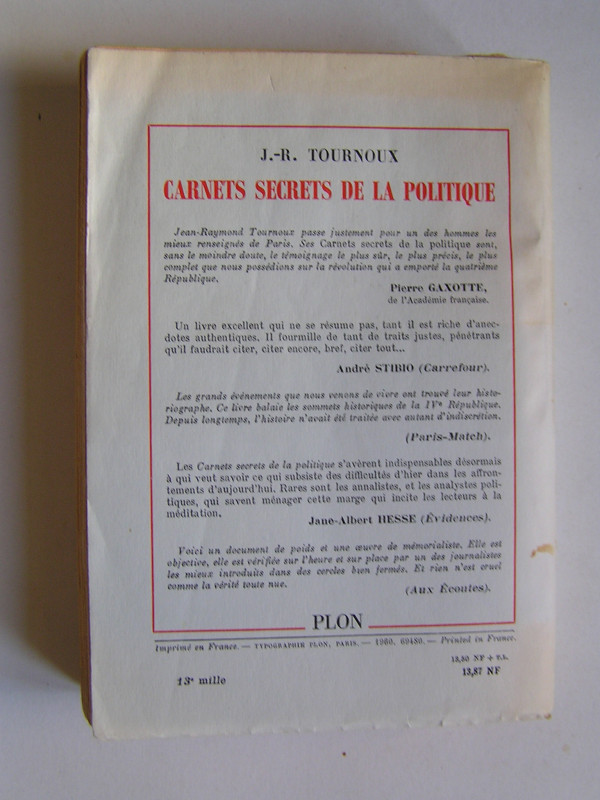 J.-R. TOURNOUX
CARNETS SECRETS DE LA POLITIQUE
Jean-Raymond Tournoux passe justement pour un des hommes les
mieux renseignés de Paris. Ses Carnets secrets de la politique sont,
sans le moindre doute, le témoignage le plus sûr, le plus précis, le plus
complet que nous possédions sur la révolution qui a emporté la quatrième
République.
Pierre GAXOTTE,
de l'Académie française.
Un livre excellent qui ne se résume pas, tant il est riche d'anec-
dotes authentiques. Il fourmille de tant de traits justes, pénétrants
qu'il faudrait citer, citer encore, bref, citer tout...
André STIBIO (Carrefour).
Les grands événements que nous venons de vivre ont trouvé leur histo-
riographe. Ce livre balaie les sommets historiques de la IVe République.
Depuis longtemps, l'histoire n'avait été traitée avec autant d'indiscrétion.
(Paris-Match).
Les Carnets secrets de la politique s'avèrent indispensables désormais
à qui veut savoir ce qui subsiste des difficultés d'hier dans les affron-
tements d'aujourd'hui. Rares sont les annalistes, et les analystes poli-
tiques, qui savent ménager cette marge qui incite les lecteurs à la
méditation.
Jane-Albert HESSE (Évidences).
Voici un document de poids et une œuvre de mémorialiste. Elle est
objective, elle est vérifiée sur l'heure et sur place par un des journalistes
les mieux introduits dans des cercles bien fermés. Et rien n'est cruel
comme la vérité toute nue.
(Aux Écoutes).
PLON
Imprimé en France. — TYPOGRAPHIE PLON, PARIS. — 1960. 69480. — Printed in France.
13,50 NF + T.L.
13,87 NF
13e mille